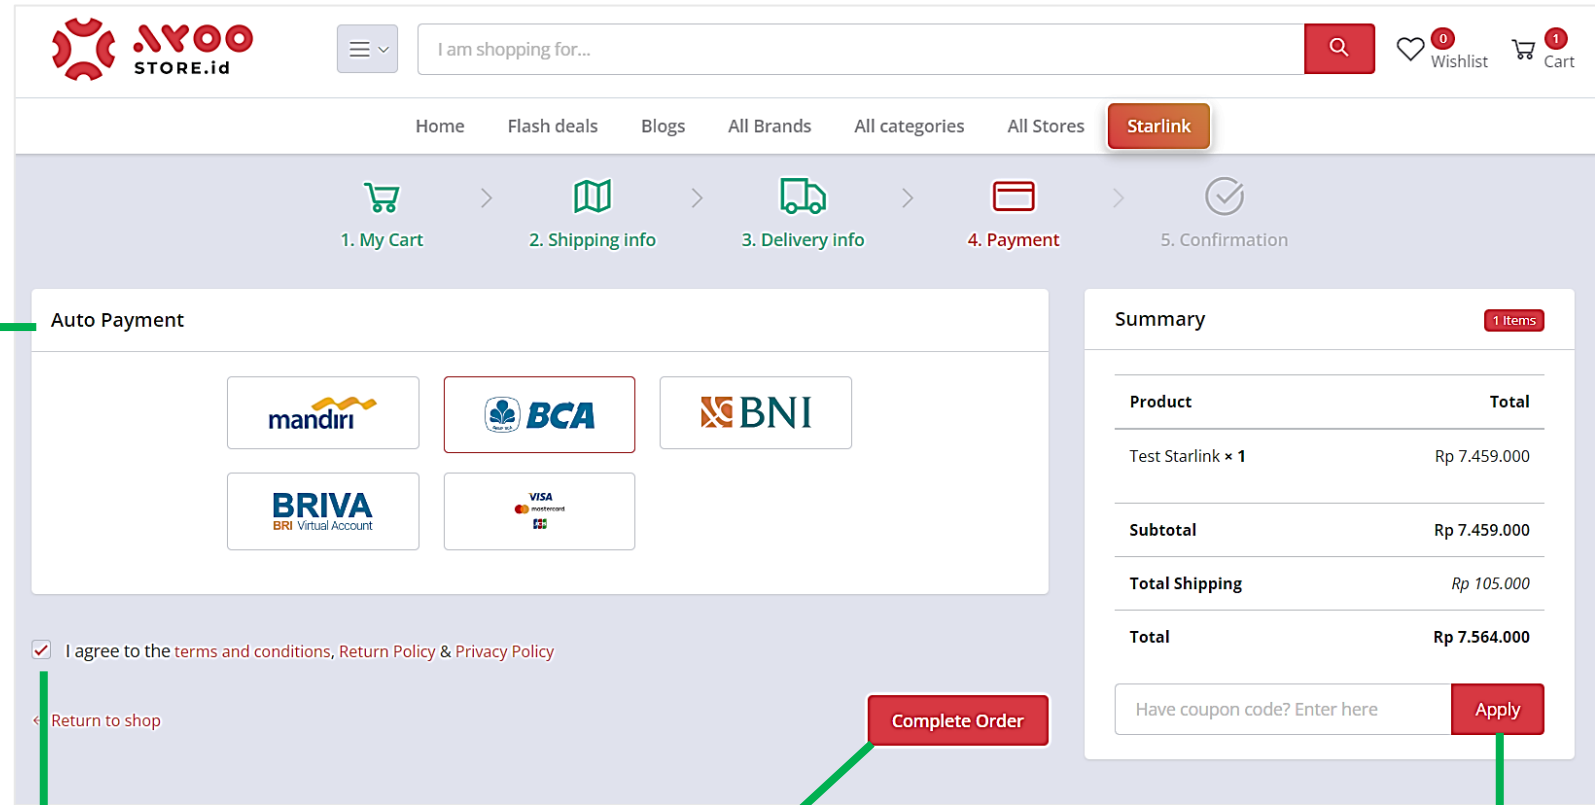 AYOO
STORE.id
I am shopping for...
0
Wishlist
1
Cart
Home Flash deals Blogs All Brands All categories All Stores Starlink
1. My Cart 2. Shipping info 3. Delivery info 4. Payment 5. Confirmation
Auto Payment
mandiri
BCA
BNI
BRIVA
BRI Virtual Account
VISA
mastercard
JCB
I agree to the terms and conditions, Return Policy & Privacy Policy
Return to shop
Complete Order
Summary
1 Items
Product Total
Test Starlink × 1 Rp 7.459.000
Subtotal Rp 7.459.000
Total Shipping Rp 105.000
Total Rp 7.564.000
Have coupon code? Enter here
Apply